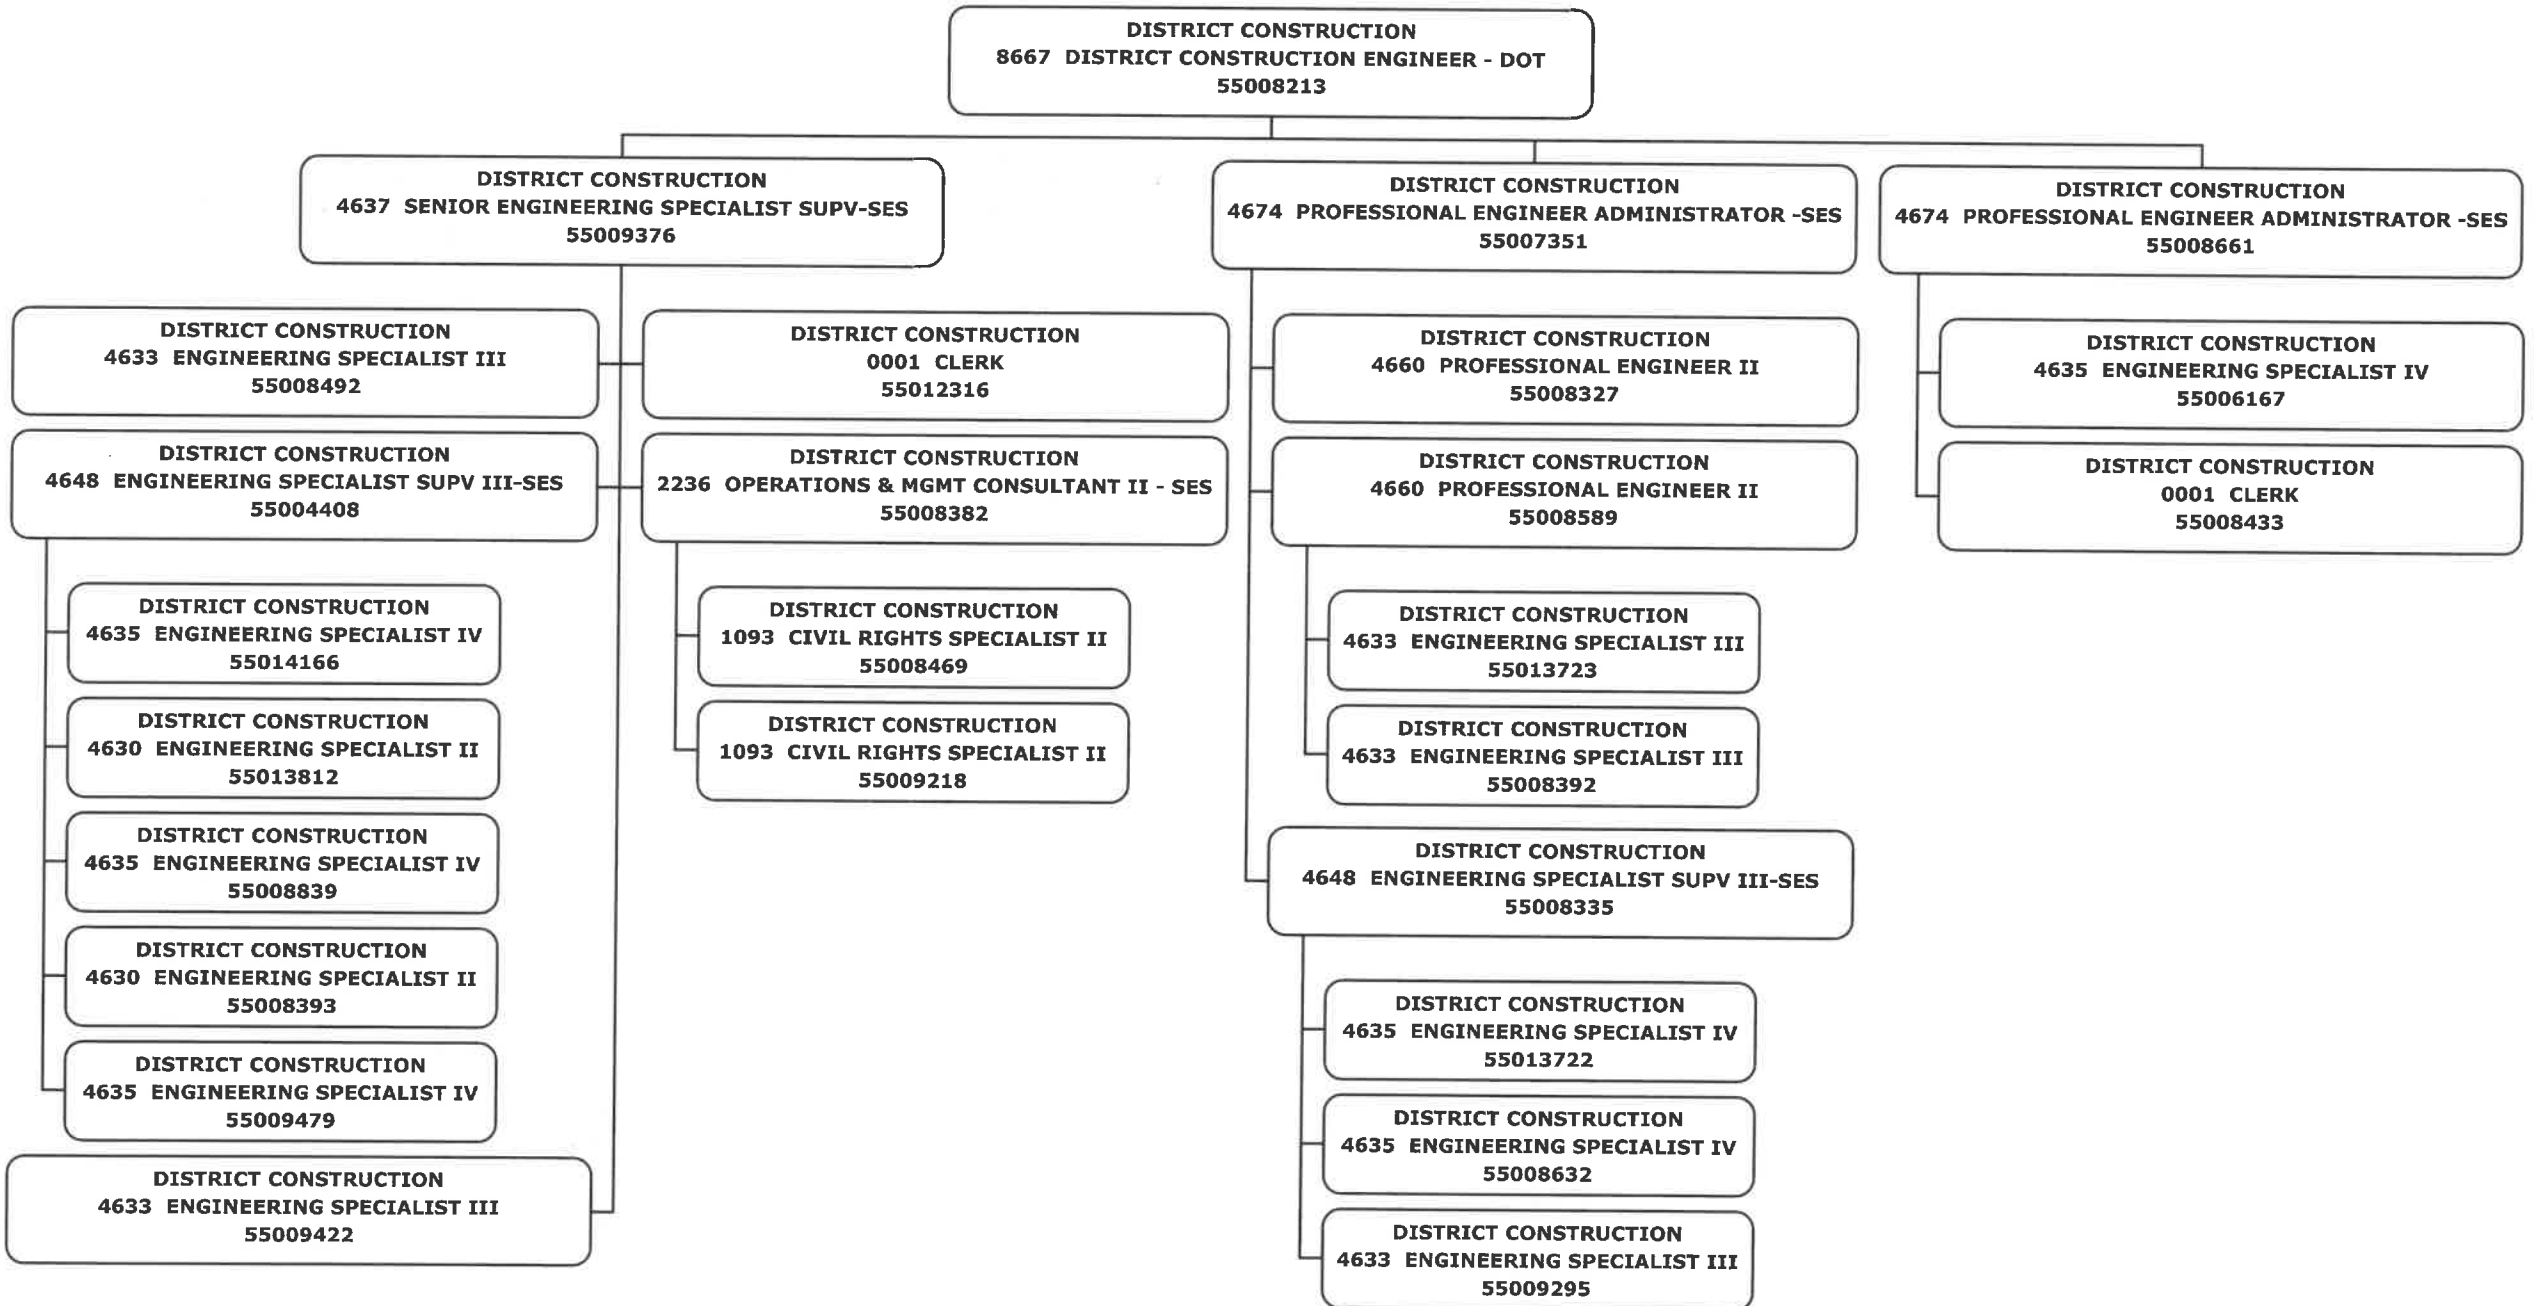 DISTRICT CONSTRUCTION
8667 DISTRICT CONSTRUCTION ENGINEER - DOT
55008213
DISTRICT CONSTRUCTION
4637 SENIOR ENGINEERING SPECIALIST SUPV-SES
55009376
DISTRICT CONSTRUCTION
4674 PROFESSIONAL ENGINEER ADMINISTRATOR -SES
55007351
DISTRICT CONSTRUCTION
4674 PROFESSIONAL ENGINEER ADMINISTRATOR -SES
55008661
DISTRICT CONSTRUCTION
4633 ENGINEERING SPECIALIST III
55008492
DISTRICT CONSTRUCTION
0001 CLERK
55012316
DISTRICT CONSTRUCTION
4660 PROFESSIONAL ENGINEER II
55008327
DISTRICT CONSTRUCTION
4635 ENGINEERING SPECIALIST IV
55006167
DISTRICT CONSTRUCTION
4648 ENGINEERING SPECIALIST SUPV III-SES
55004408
DISTRICT CONSTRUCTION
2236 OPERATIONS & MGMT CONSULTANT II - SES
55008382
DISTRICT CONSTRUCTION
4660 PROFESSIONAL ENGINEER II
55008589
DISTRICT CONSTRUCTION
0001 CLERK
55008433
DISTRICT CONSTRUCTION
4635 ENGINEERING SPECIALIST IV
55014166
DISTRICT CONSTRUCTION
1093 CIVIL RIGHTS SPECIALIST II
55008469
DISTRICT CONSTRUCTION
4633 ENGINEERING SPECIALIST III
55013723
DISTRICT CONSTRUCTION
4630 ENGINEERING SPECIALIST II
55013812
DISTRICT CONSTRUCTION
1093 CIVIL RIGHTS SPECIALIST II
55009218
DISTRICT CONSTRUCTION
4633 ENGINEERING SPECIALIST III
55008392
DISTRICT CONSTRUCTION
4635 ENGINEERING SPECIALIST IV
55008839
DISTRICT CONSTRUCTION
4648 ENGINEERING SPECIALIST SUPV III-SES
55008335
DISTRICT CONSTRUCTION
4630 ENGINEERING SPECIALIST II
55008393
DISTRICT CONSTRUCTION
4635 ENGINEERING SPECIALIST IV
55013722
DISTRICT CONSTRUCTION
4635 ENGINEERING SPECIALIST IV
55009479
DISTRICT CONSTRUCTION
4635 ENGINEERING SPECIALIST IV
55008632
DISTRICT CONSTRUCTION
4633 ENGINEERING SPECIALIST III
55009422
DISTRICT CONSTRUCTION
4633 ENGINEERING SPECIALIST III
55009295